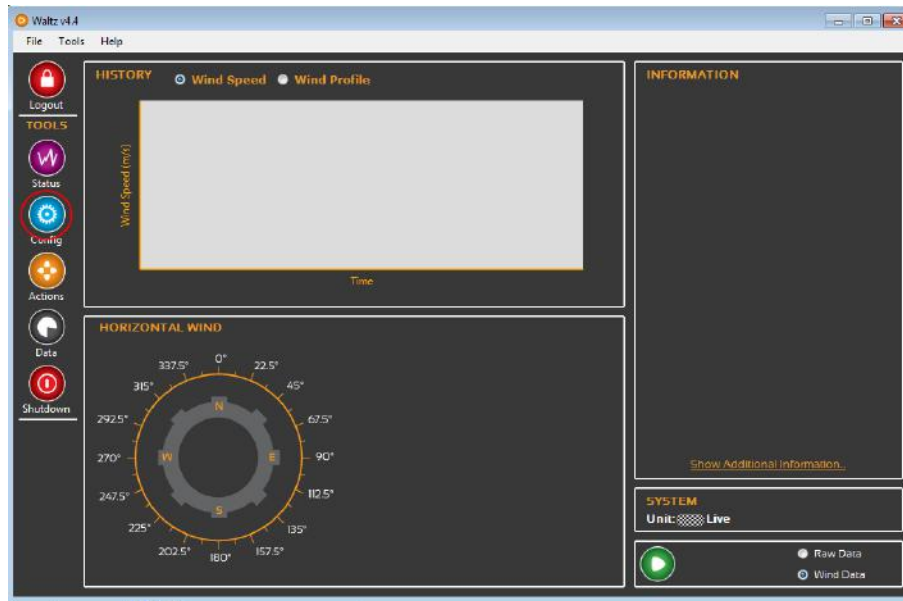 Waltz v4.4
File Tools Help
Logout
TOOLS
Status
Config
Actions
Data
Shutdown
HISTORY
Wind Speed Wind Profile
Wind Speed (m/s)
Time
HORIZONTAL WIND
0°
337.5° 22.5°
315° 45°
N
292.5° 67.5°
270° W E 90°
247.5° 112.5°
S
225° 135°
202.5° 157.5°
180°
INFORMATION
Show Additional Information..
SYSTEM
Unit: Live
Raw Data
Wind Data